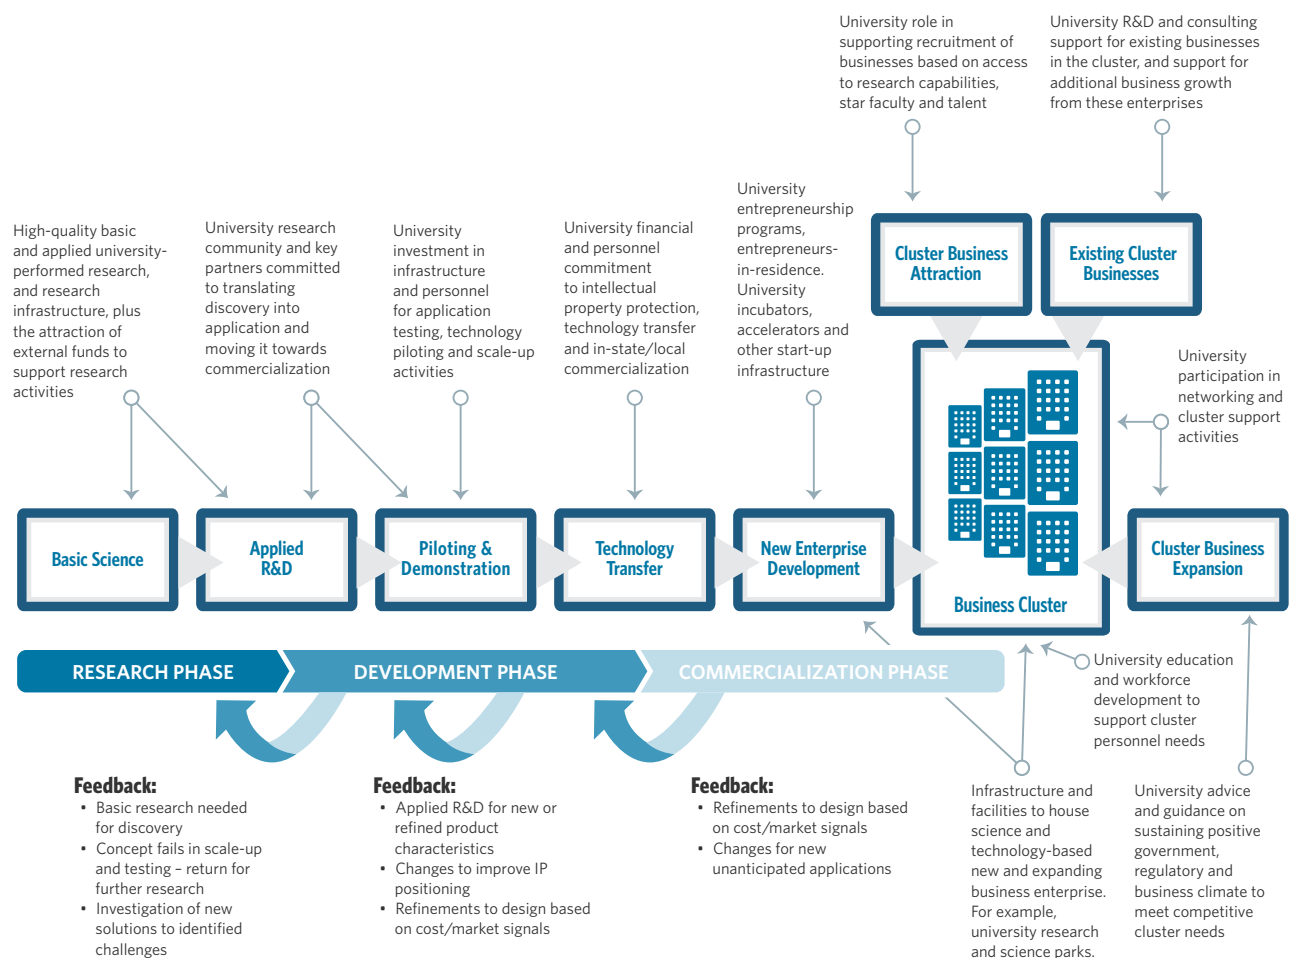 University role in
supporting recruitment of
businesses based on access
to research capabilities,
star faculty and talent
University R&D and consulting
support for existing businesses
in the cluster, and support for
additional business growth
from these enterprises
High-quality basic
and applied university-
performed research,
and research
infrastructure, plus
the attraction of
external funds to
support research
activities
University research
community and key
partners committed
to translating
discovery into
application and
moving it towards
commercialization
University
investment in
infrastructure
and personnel
for application
testing, technology
piloting and scale-up
activities
University financial
and personnel
commitment
to intellectual
property protection,
technology transfer
and in-state/local
commercialization
University
entrepreneurship
programs,
entrepreneurs-
in-residence.
University
incubators,
accelerators and
other start-up
infrastructure
Cluster Business
Attraction
Existing Cluster
Businesses
University
participation in
networking and
cluster support
activities
Basic Science
Applied
R&D
Piloting &
Demonstration
Technology
Transfer
New Enterprise
Development
Business Cluster
Cluster Business
Expansion
RESEARCH PHASE
DEVELOPMENT PHASE
COMMERCIALIZATION PHASE
University education
and workforce
development to
support cluster
personnel needs
Feedback:
• Basic research needed
for discovery
• Concept fails in scale-up
and testing – return for
further research
• Investigation of new
solutions to identified
challenges
Feedback:
• Applied R&D for new or
refined product
characteristics
• Changes to improve IP
positioning
• Refinements to design based
on cost/market signals
Feedback:
• Refinements to design based
on cost/market signals
• Changes for new
unanticipated applications
Infrastructure and
facilities to house
science and
technology-based
new and expanding
business enterprise.
For example,
university research
and science parks.
University advice
and guidance on
sustaining positive
government,
regulatory and
business climate to
meet competitive
cluster needs